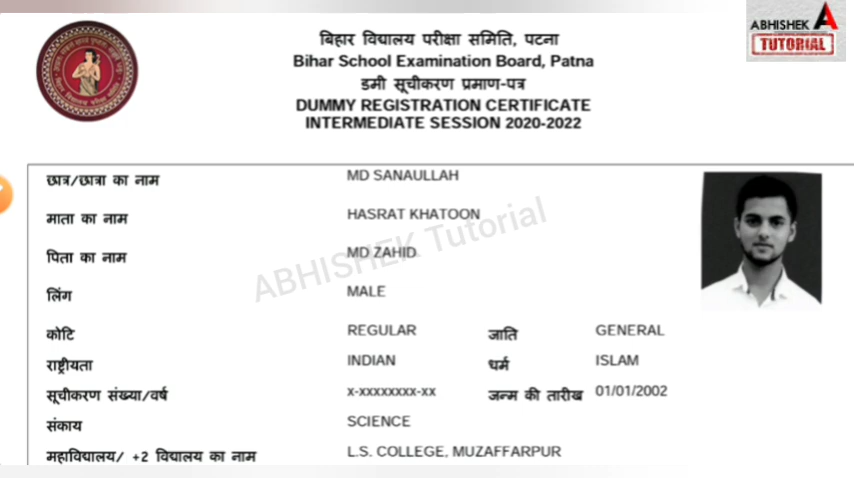 ABHISHEK A
TUTORIAL
बिहार विद्यालय परीक्षा समिति, पटना
Bihar School Examination Board, Patna
डमी सूचीकरण प्रमाण-पत्र
DUMMY REGISTRATION CERTIFICATE
INTERMEDIATE SESSION 2020-2022
छात्र/छात्रा का नाम MD SANAULLAH
माता का नाम HASRAT KHATOON
पिता का नाम MD ZAHID
ABHISHEK Tutorial
लिंग MALE
कोटि REGULAR जाति GENERAL
राष्ट्रीयता INDIAN धर्म ISLAM
सूचीकरण संख्या/वर्ष x-xxxxxxxx-xx जन्म की तारीख 01/01/2002
संकाय SCIENCE
महाविद्यालय/ +2 विद्यालय का नाम L.S. COLLEGE, MUZAFFARPUR